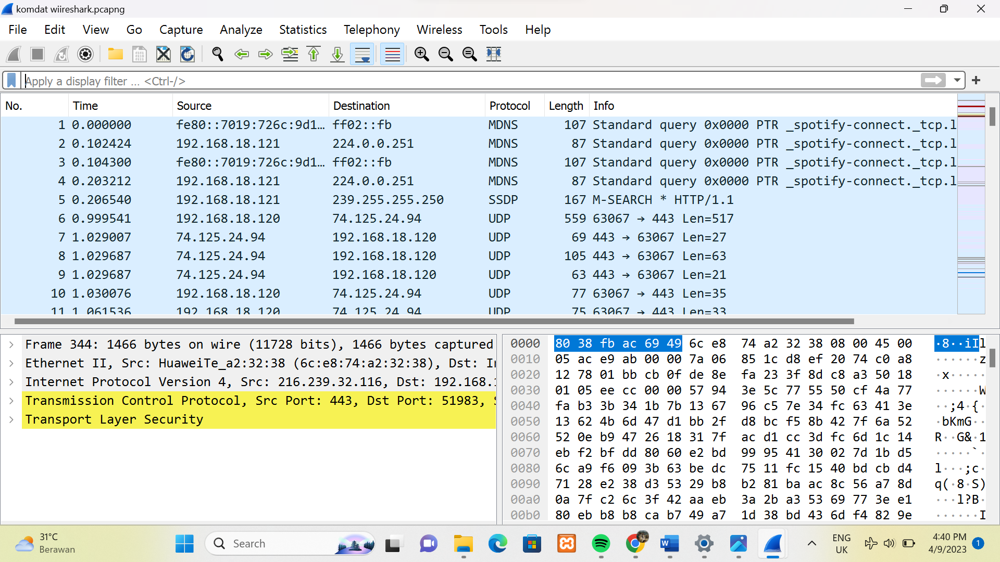 komdat wiireshark.pcapng
File Edit View Go Capture Analyze Statistics Telephony Wireless Tools Help
Apply a display filter ... <Ctrl-/>
No. Time Source Destination Protocol Length Info
1 0.000000 fe80::7019:726c:9d1… ff02::fb MDNS 107 Standard query 0x0000 PTR _spotify-connect._tcp.l
2 0.102424 192.168.18.121 224.0.0.251 MDNS 87 Standard query 0x0000 PTR _spotify-connect._tcp.l
3 0.104300 fe80::7019:726c:9d1… ff02::fb MDNS 107 Standard query 0x0000 PTR _spotify-connect._tcp.l
4 0.203212 192.168.18.121 224.0.0.251 MDNS 87 Standard query 0x0000 PTR _spotify-connect._tcp.l
5 0.206540 192.168.18.121 239.255.255.250 SSDP 167 M-SEARCH * HTTP/1.1
6 0.999541 192.168.18.120 74.125.24.94 UDP 559 63067 → 443 Len=517
7 1.029007 74.125.24.94 192.168.18.120 UDP 69 443 → 63067 Len=27
8 1.029687 74.125.24.94 192.168.18.120 UDP 105 443 → 63067 Len=63
9 1.029687 74.125.24.94 192.168.18.120 UDP 63 443 → 63067 Len=21
10 1.030076 192.168.18.120 74.125.24.94 UDP 77 63067 → 443 Len=35
11 1.061536 192.168.18.120 74.125.24.94 UDP 75 63067 → 443 Len=33
Frame 344: 1466 bytes on wire (11728 bits), 1466 bytes captured
Ethernet II, Src: HuaweiTe_a2:32:38 (6c:e8:74:a2:32:38), Dst: In
Internet Protocol Version 4, Src: 216.239.32.116, Dst: 192.168.1
Transmission Control Protocol, Src Port: 443, Dst Port: 51983, S
Transport Layer Security
0000 80 38 fb ac 69 49 6c e8 74 a2 32 38 08 00 45 00 ·8··iIl
0010 05 ac e9 ab 00 00 7a 06 85 1c d8 ef 20 74 c0 a8 ······z
0020 12 78 01 bb cb 0f de 8e fa 23 3f 8d c8 a3 50 18 ·x·····
0030 01 05 ee cc 00 00 57 94 3e 5c 77 55 50 cf 4a 77 ······W
0040 fa b3 3b 34 1b 7b 13 67 96 c5 7e 34 fc 63 41 3e ··;4·{·
0050 13 62 4b 6d 47 d1 bb 2f d8 bc f5 8b 42 7f 6a 52 ·bKmG··
0060 52 0e b9 47 26 18 31 7f ac d1 cc 3d fc 6d 1c 14 R··G&·1
0070 eb f2 bf dd 80 60 e2 bd 99 95 41 30 02 7d 1b d5 ·····`·
0080 6c a9 f6 09 3b 63 be dc 75 11 fc 15 40 bd cb d4 l···;c·
0090 71 28 e2 38 d3 53 29 b8 b2 81 ba ac 8c 56 a7 8d q(·8·S)
00a0 0a 7f c2 6c 3f 42 aa eb 3a 2b a3 53 69 77 3e e1 ···l?B·
00b0 80 eb b8 b8 ca b7 49 a7 1d 38 bd 43 6d f4 82 9e ······I
31°C
Berawan
Search
ENG
UK
4:40 PM
4/9/2023
1